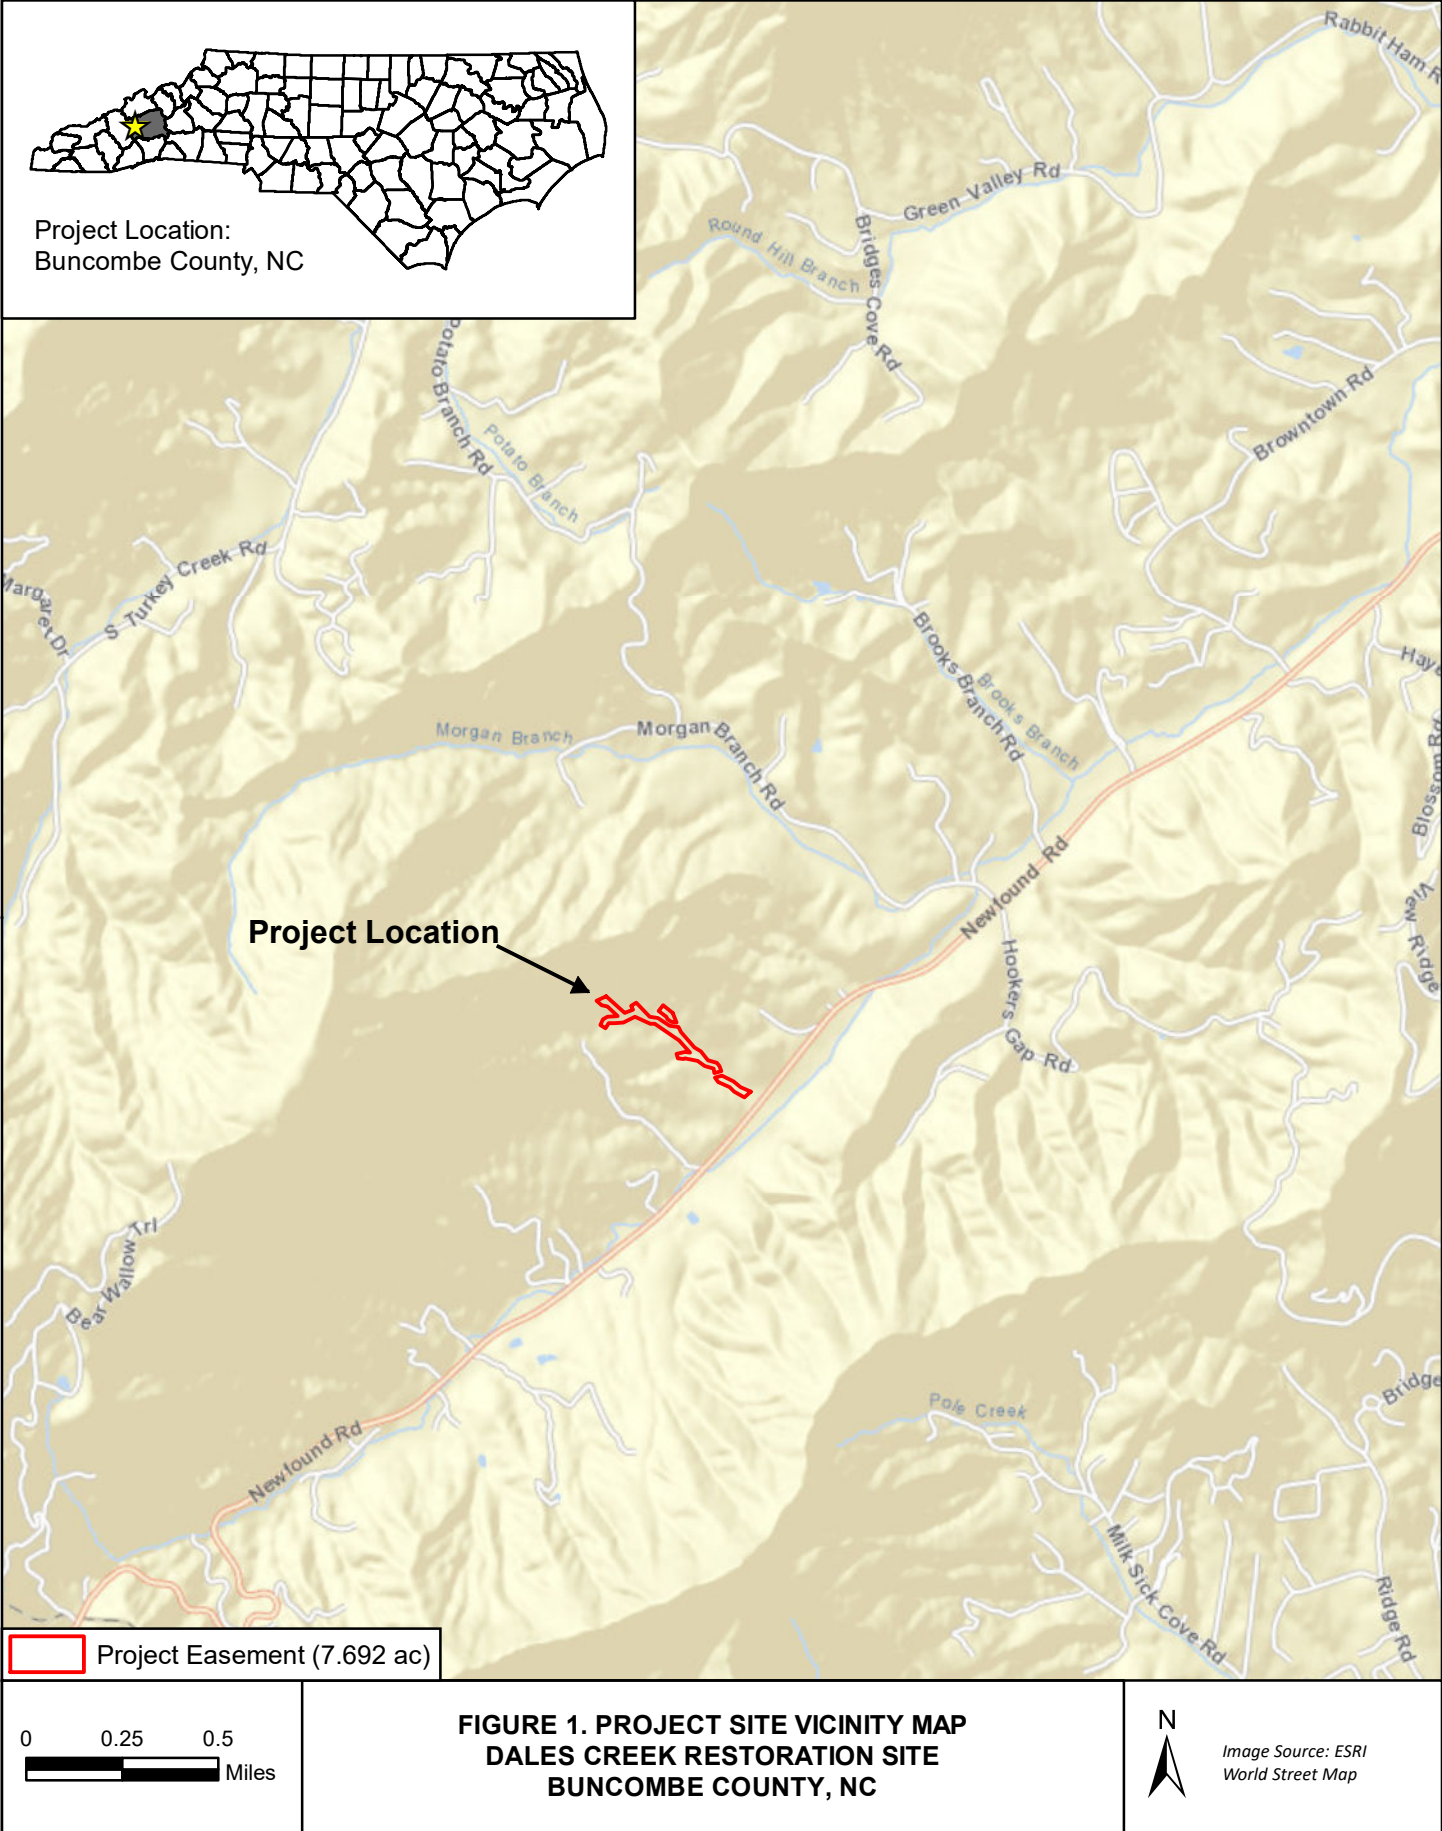 Project Location:
Buncombe County, NC
Rabbit Ham R
Green Valley Rd
Round Hill Branch
Bridges Cove Rd
Potato Branch Rd
Potato Branch
Browntown Rd
S Turkey Creek Rd
Margaret Dr
Brooks Branch Rd
Brooks Branch
Haye
Morgan Branch
Morgan Branch Rd
Blossom Rd
Newfound Rd
View Ridge
Project Location
Hookers Gap Rd
Bear Wallow Trl
Pole Creek
Bridge
Newfound Rd
Milk Sick Cove Rd
Ridge Rd
Project Easement (7.692 ac)
0 0.25 0.5
Miles
FIGURE 1. PROJECT SITE VICINITY MAP
DALES CREEK RESTORATION SITE
BUNCOMBE COUNTY, NC
N
Image Source: ESRI
World Street Map